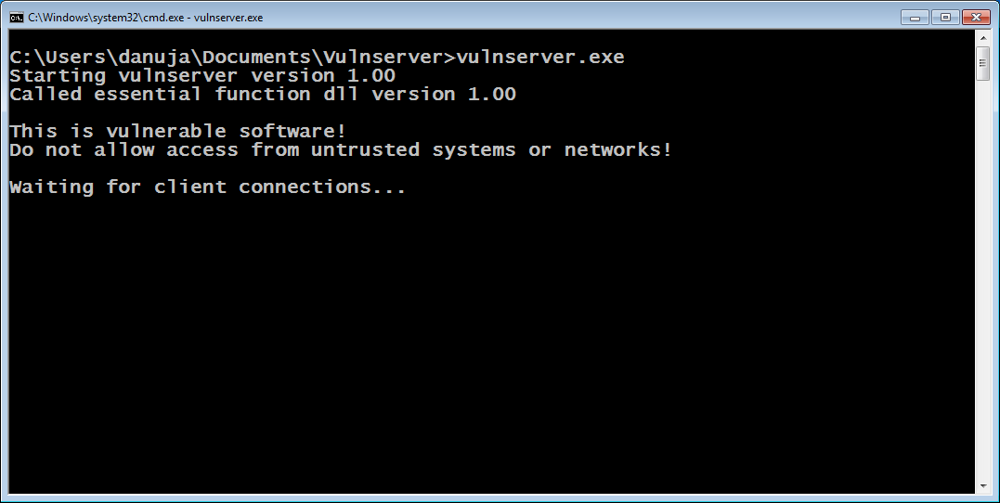 C:\Windows\system32\cmd.exe - vulnserver.exe
C:\Users\danuja\Documents\Vulnserver>vulnserver.exe
Starting vulnserver version 1.00
Called essential function dll version 1.00
This is vulnerable software!
Do not allow access from untrusted systems or networks!
Waiting for client connections...